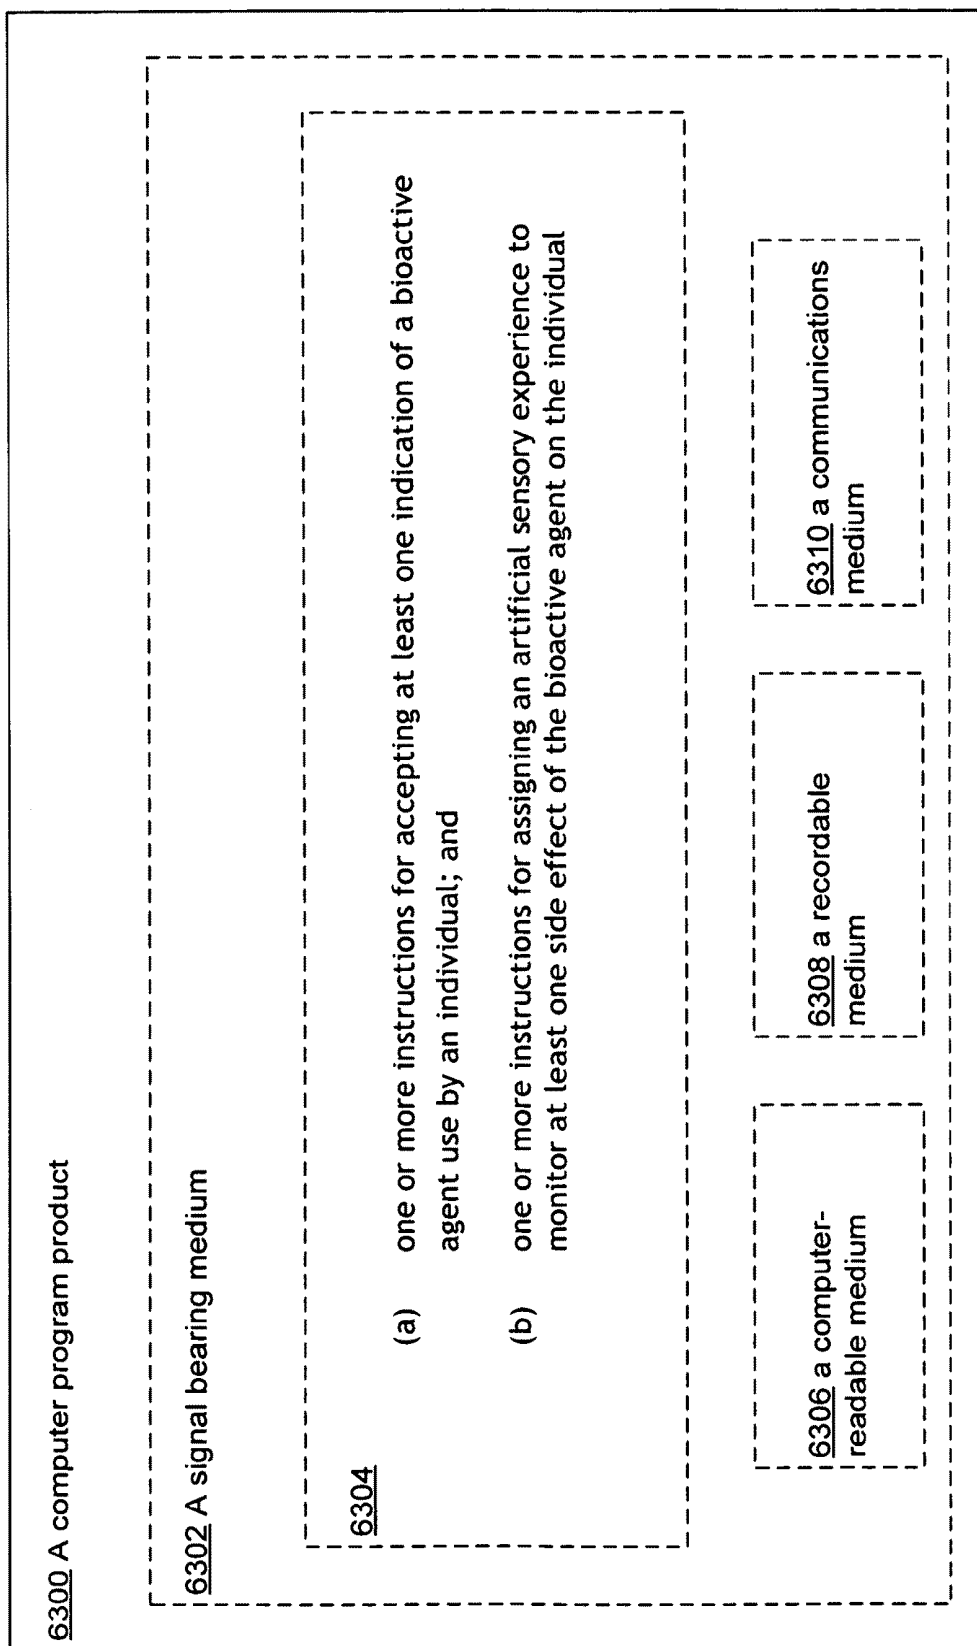 6300 A computer program product
6302 A signal bearing medium
6304
(a) one or more instructions for accepting at least one indication of a bioactive
agent use by an individual; and
(b) one or more instructions for assigning an artificial sensory experience to
monitor at least one side effect of the bioactive agent on the individual
6306 a computer-
readable medium
6308 a recordable
medium
6310 a communications
medium